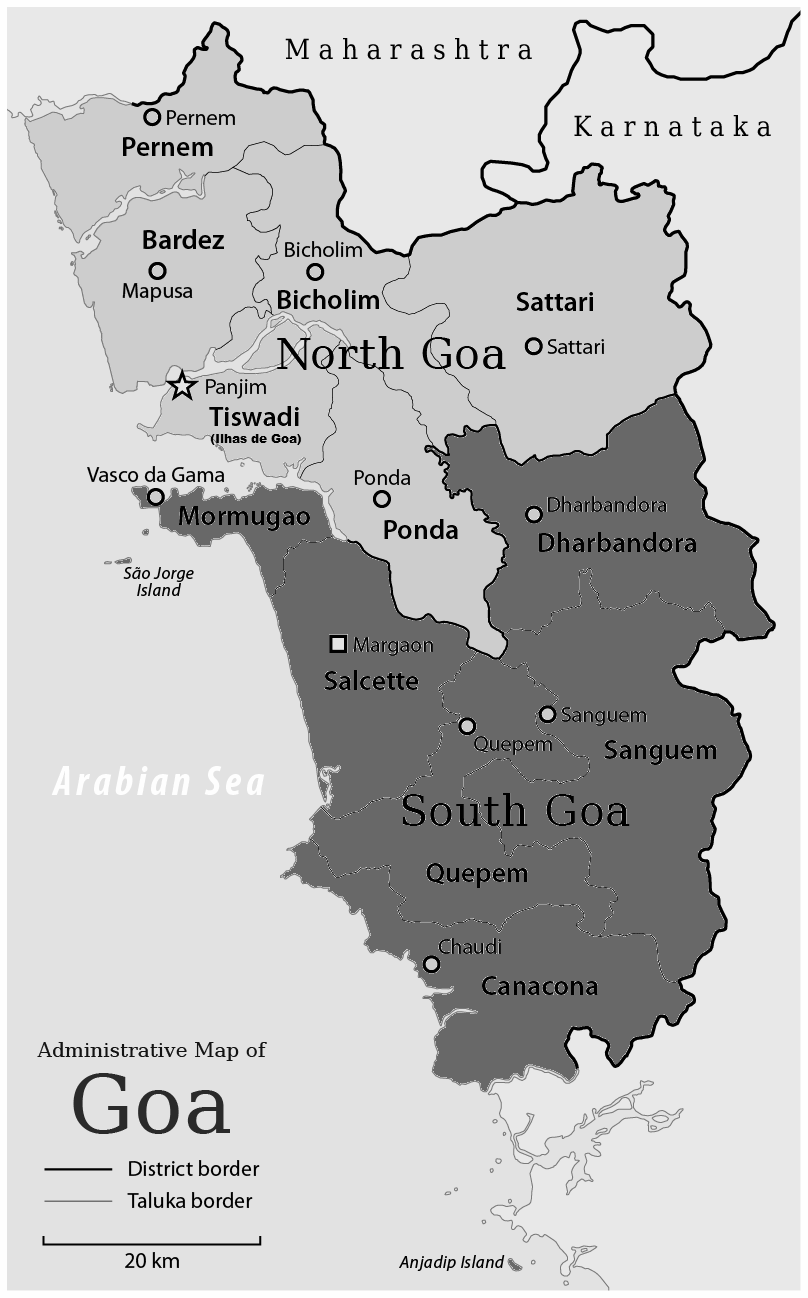 Maharashtra
Karnataka
Pernem
Pernem
Bardez
Mapusa
Bicholim
Bicholim
Sattari
Sattari
North Goa
Panjim
Tiswadi
(Ilhas de Goa)
Vasco da Gama
Mormugao
Ponda
Ponda
Dharbandora
Dharbandora
São Jorge
Island
Margaon
Salcette
Sanguem
Quepem
Sanguem
Arabian Sea
South Goa
Quepem
Chaudi
Canacona
Administrative Map of
Goa
District border
Taluka border
20 km
Anjadip Island